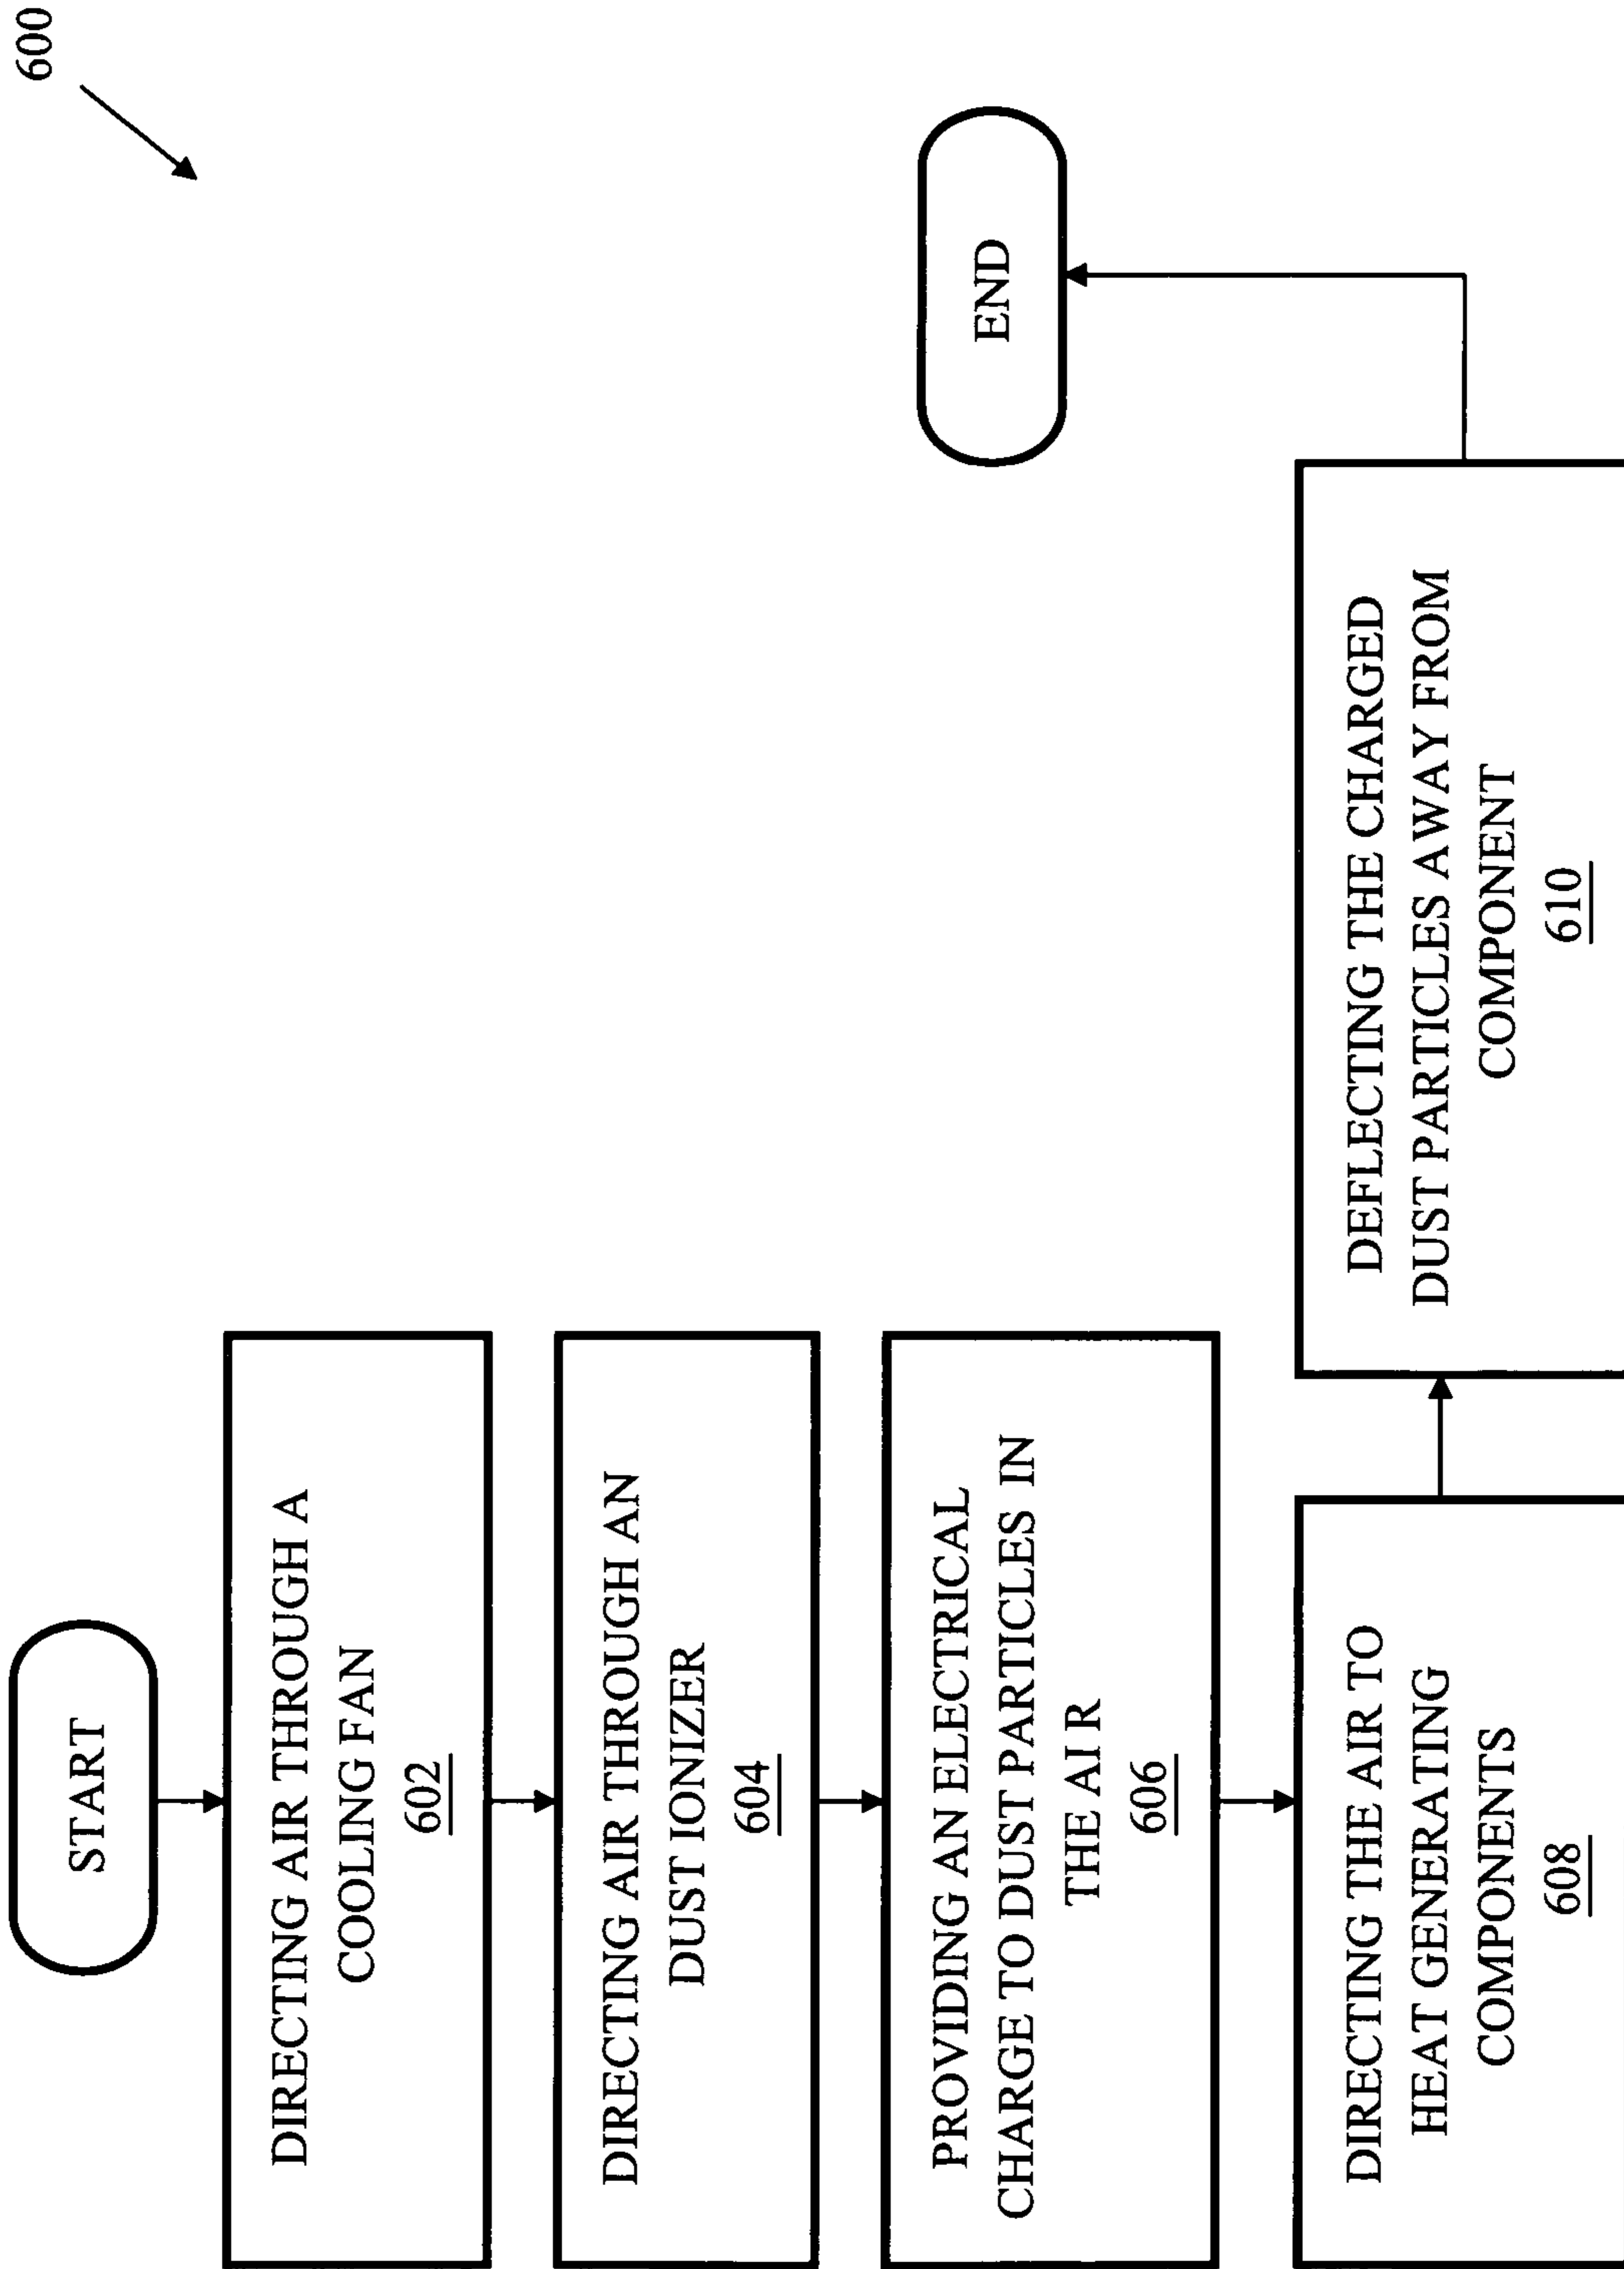 600
START
DIRECTING AIR THROUGH A
COOLING FAN
602
DIRECTING AIR THROUGH AN
DUST IONIZER
604
PROVIDING AN ELECTRICAL
CHARGE TO DUST PARTICLES IN
THE AI R
606
DIRECTING THE AIR TO
HEAT GENERATING
COMPONENTS
608
DEFLECTING THE CHARGED
DUST PARTICLES AWAY FROM
COMPONENT
610
END